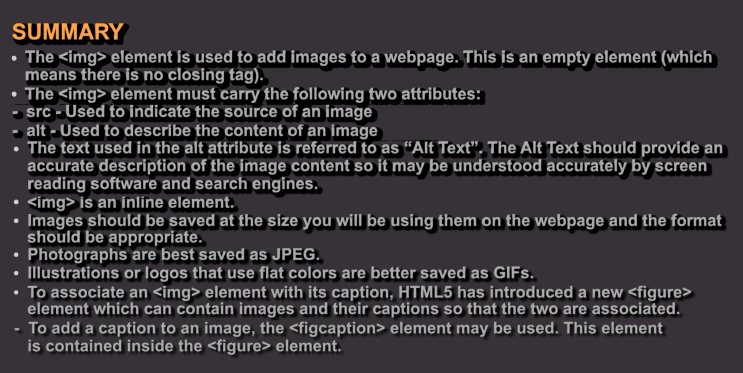 SUMMARY
• The <img> element is used to add images to a webpage. This is an empty element (which
means there is no closing tag).
• The <img> element must carry the following two attributes:
- src - Used to indicate the source of an image
- alt - Used to describe the content of an image
• The text used in the alt attribute is referred to as “Alt Text”. The Alt Text should provide an
accurate description of the image content so it may be understood accurately by screen
reading software and search engines.
• <img> is an inline element.
• Images should be saved at the size you will be using them on the webpage and the format
should be appropriate.
• Photographs are best saved as JPEG.
• Illustrations or logos that use flat colors are better saved as GIFs.
• To associate an <img> element with its caption, HTML5 has introduced a new <figure>
element which can contain images and their captions so that the two are associated.
- To add a caption to an image, the <figcaption> element may be used. This element
is contained inside the <figure> element.